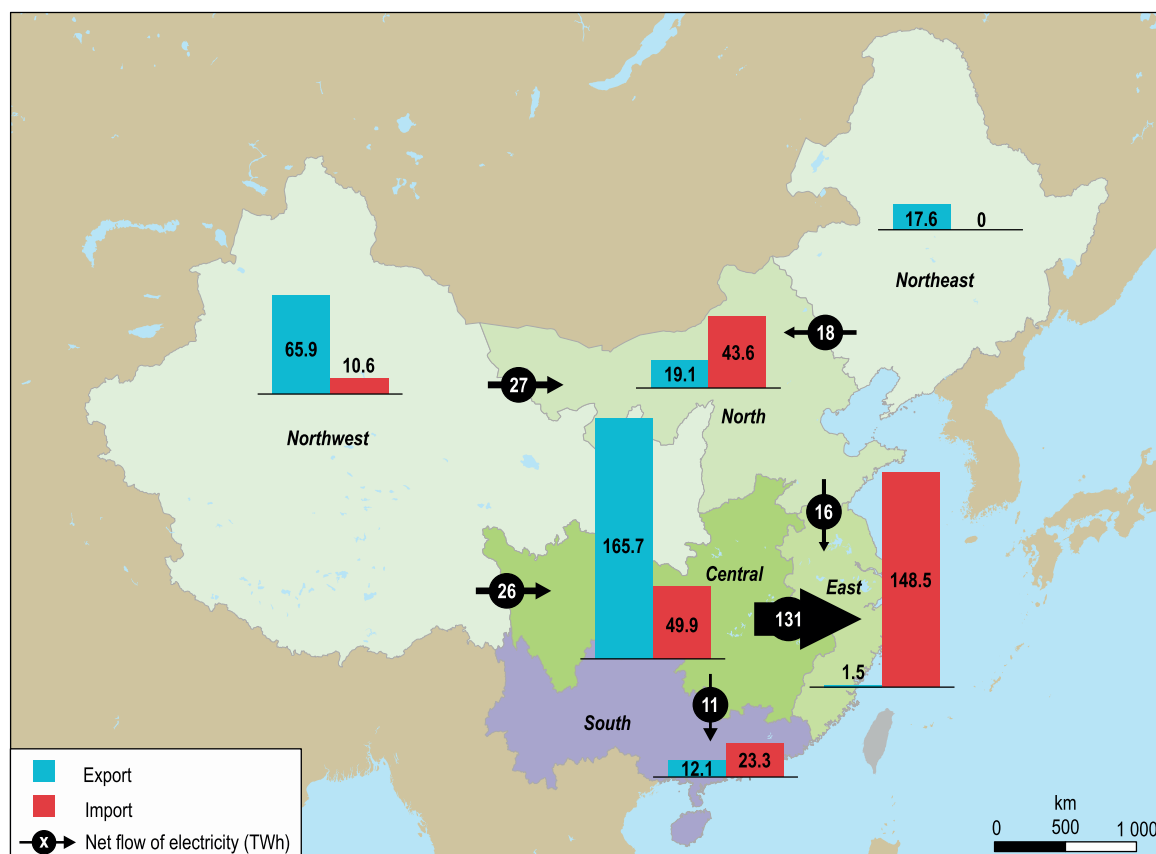 17.6
0
Northeast
65.9
10.6
Northwest
27
19.1
43.6
North
18
16
165.7
49.9
Central
26
131
East
148.5
1.5
11
South
12.1
23.3
Export
Import
x Net flow of electricity (TWh)
km
0 500 1 000